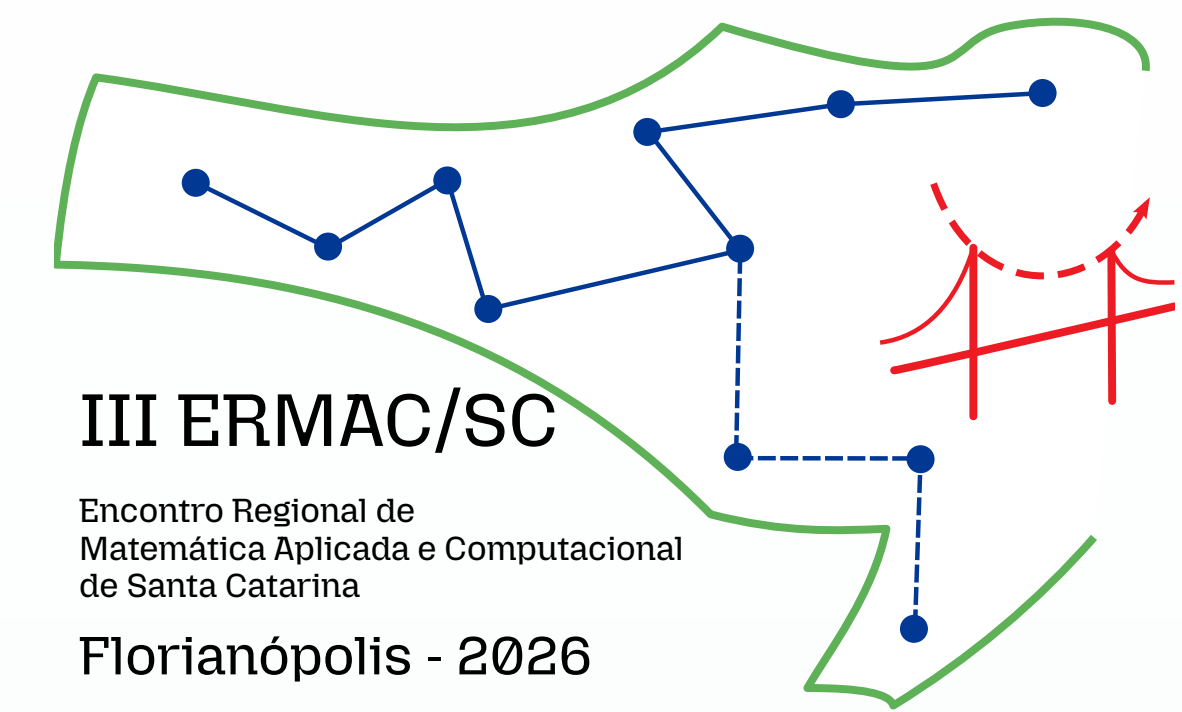 III ERMAC/SC
Encontro Regional de
Matemática Aplicada e Computacional
de Santa Catarina
Florianópolis - 2026